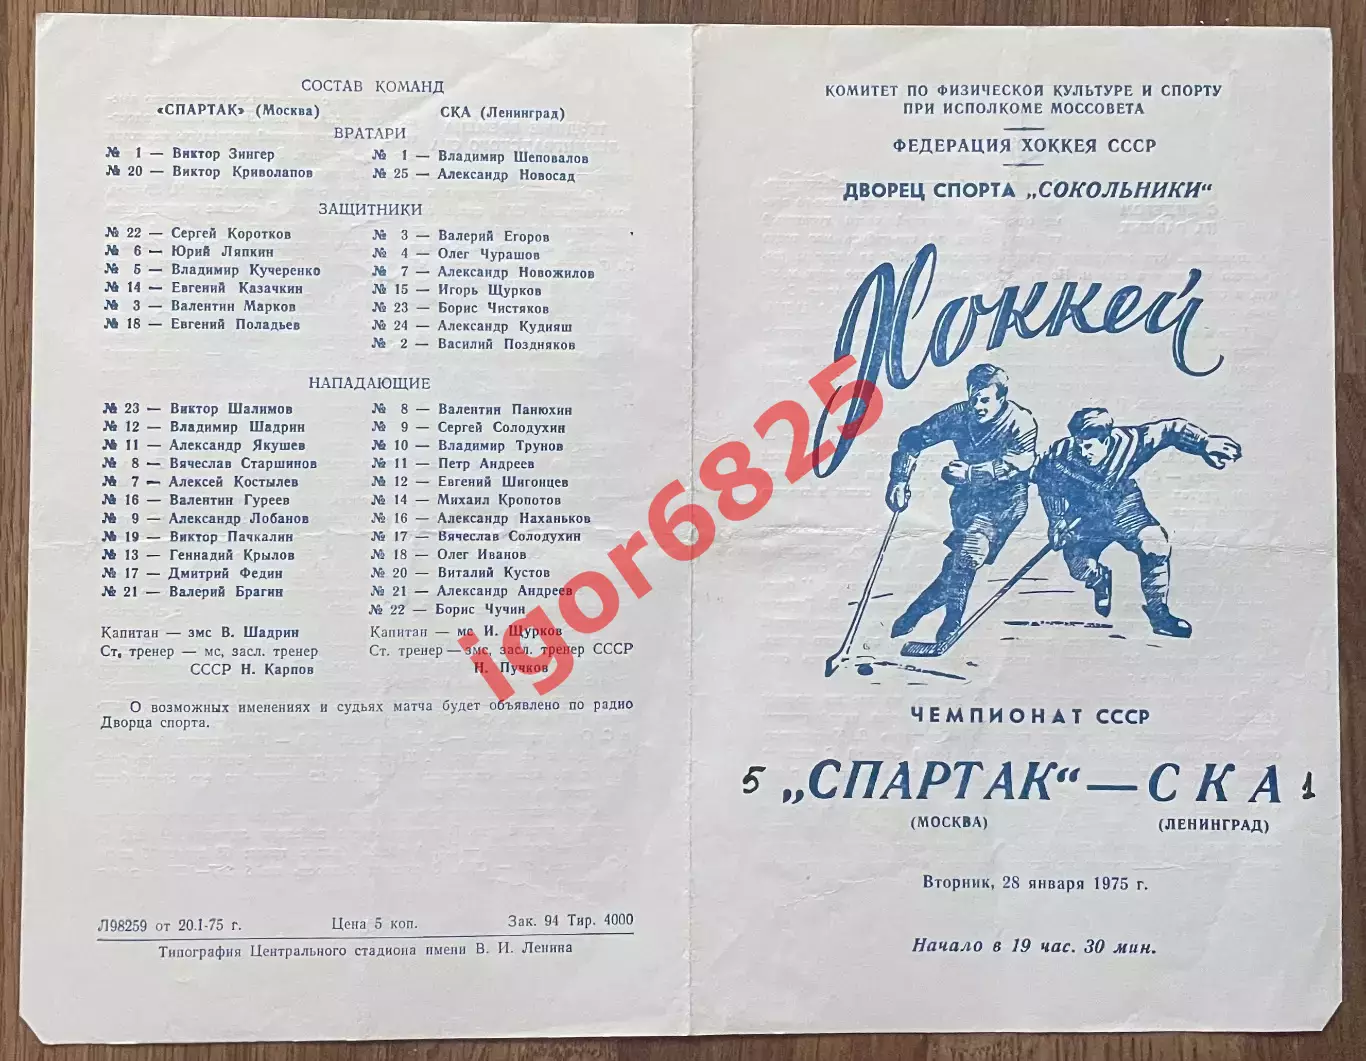 СОСТАВ КОМАНД
«СПАРТАК» (Москва) СКА (Ленинград)
ВРАТАРИ
№ 1 — Виктор Зингер № 1 — Владимир Шеповалов
№ 20 — Виктор Криволапов № 25 — Александр Новосад
ЗАЩИТНИКИ
№ 22 — Сергей Коротков № 3 — Валерий Егоров
№ 6 — Юрий Ляпкин № 4 — Олег Чурашов
№ 5 — Владимир Кучеренко № 7 — Александр Новожилов
№ 14 — Евгений Казачкин № 15 — Игорь Щурков
№ 3 — Валентин Марков № 23 — Борис Чистяков
№ 18 — Евгений Поладьев № 24 — Александр Кудияш
№ 2 — Василий Поздняков
НАПАДАЮЩИЕ
№ 23 — Виктор Шалимов № 8 — Валентин Панюхин
№ 12 — Владимир Шадрин № 9 — Сергей Солодухин
№ 11 — Александр Якушев № 10 — Владимир Трунов
№ 8 — Вячеслав Старшинов № 11 — Петр Андреев
№ 7 — Алексей Костылев № 12 — Евгений Шигонцев
№ 16 — Валентин Гуреев № 14 — Михаил Кропотов
№ 9 — Александр Лобанов № 16 — Александр Наханьков
№ 19 — Виктор Пачкалин № 17 — Вячеслав Солодухин
№ 13 — Геннадий Крылов № 18 — Олег Иванов
№ 17 — Дмитрий Федин № 20 — Виталий Кустов
№ 21 — Валерий Брагин № 21 — Александр Андреев
№ 22 — Борис Чучин
Капитан — змс В. Шадрин Капитан — мс И. Щурков
Ст. тренер — мс, засл. тренер Ст. тренер — змс, засл. тренер СССР
СССР Н. Карпов Н. Пучков
О возможных именениях и судьях матча будет объявлено по радио
Дворца спорта.
Л98259 от 20.I-75 г. Цена 5 коп. Зак. 94 Тир. 4000
Типография Центрального стадиона имени В. И. Ленина
КОМИТЕТ ПО ФИЗИЧЕСКОЙ КУЛЬТУРЕ И СПОРТУ
ПРИ ИСПОЛКОМЕ МОССОВЕТА
ФЕДЕРАЦИЯ ХОККЕЯ СССР
ДВОРЕЦ СПОРТА „СОКОЛЬНИКИ“
Хоккей
ЧЕМПИОНАТ СССР
5 „СПАРТАК“ — СКА 1
(МОСКВА) (ЛЕНИНГРАД)
Вторник, 28 января 1975 г.
Начало в 19 час. 30 мин.
igor6825